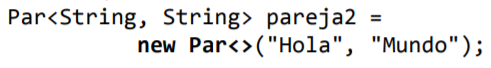 Par<String, String> pareja2 =
new Par<>("Hola", "Mundo");